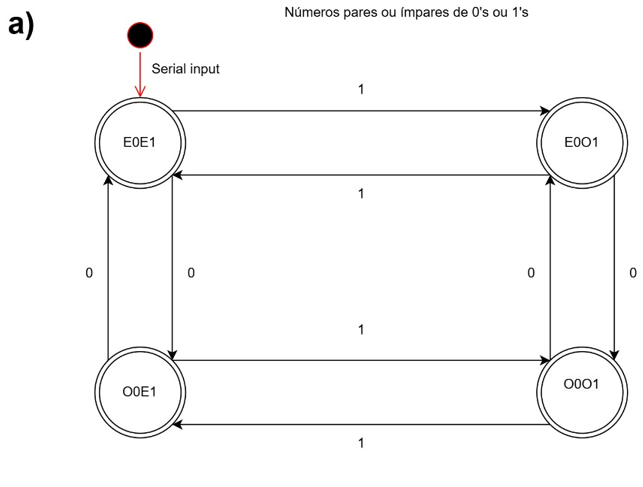 a)
Números pares ou ímpares de 0's ou 1's
Serial input
1
E0E1
E0O1
1
0
0
0
0
1
O0E1
O0O1
1